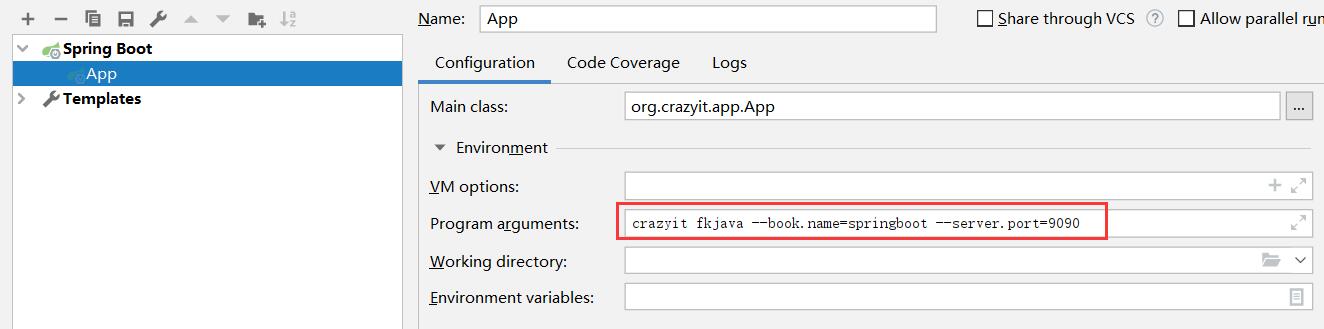 Name: App
Share through VCS ? Allow parallel run
Spring Boot
App
Templates
Configuration Code Coverage Logs
Main class: org.crazyit.app.App ...
Environment
VM options:
Program arguments: crazyit fkjava --book.name=springboot --server.port=9090
Working directory:
Environment variables: